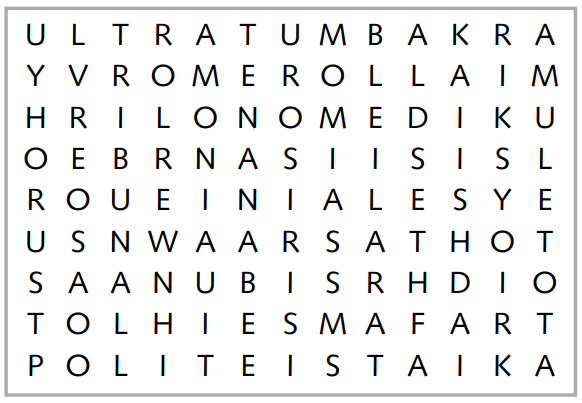 U L T R A T U M B A K R A
Y V R O M E R O L L A I M
H R I L O N O M E D I K U
O E B R N A S I I S I S L
R O U E I N I A L E S Y E
U S N W A A R S A T H O T
S A A N U B I S R H D I O
T O L H I E S M A F A R T
P O L I T E I S T A I K A